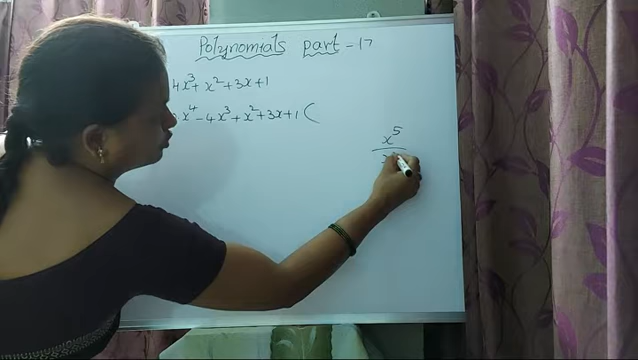 Polynomials part - 17
4x³ + x² + 3x + 1
x⁴ - 4x³ + x² + 3x + 1 (
x⁵